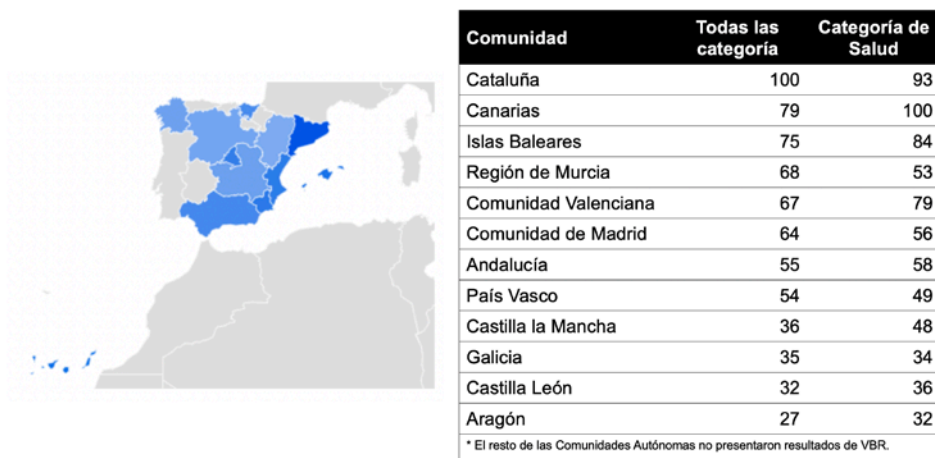 Comunidad Todas las categoría Categoría de Salud
Cataluña 100 93
Canarias 79 100
Islas Baleares 75 84
Región de Murcia 68 53
Comunidad Valenciana 67 79
Comunidad de Madrid 64 56
Andalucía 55 58
País Vasco 54 49
Castilla la Mancha 36 48
Galicia 35 34
Castilla León 32 36
Aragón 27 32
* El resto de las Comunidades Autónomas no presentaron resultados de VBR.